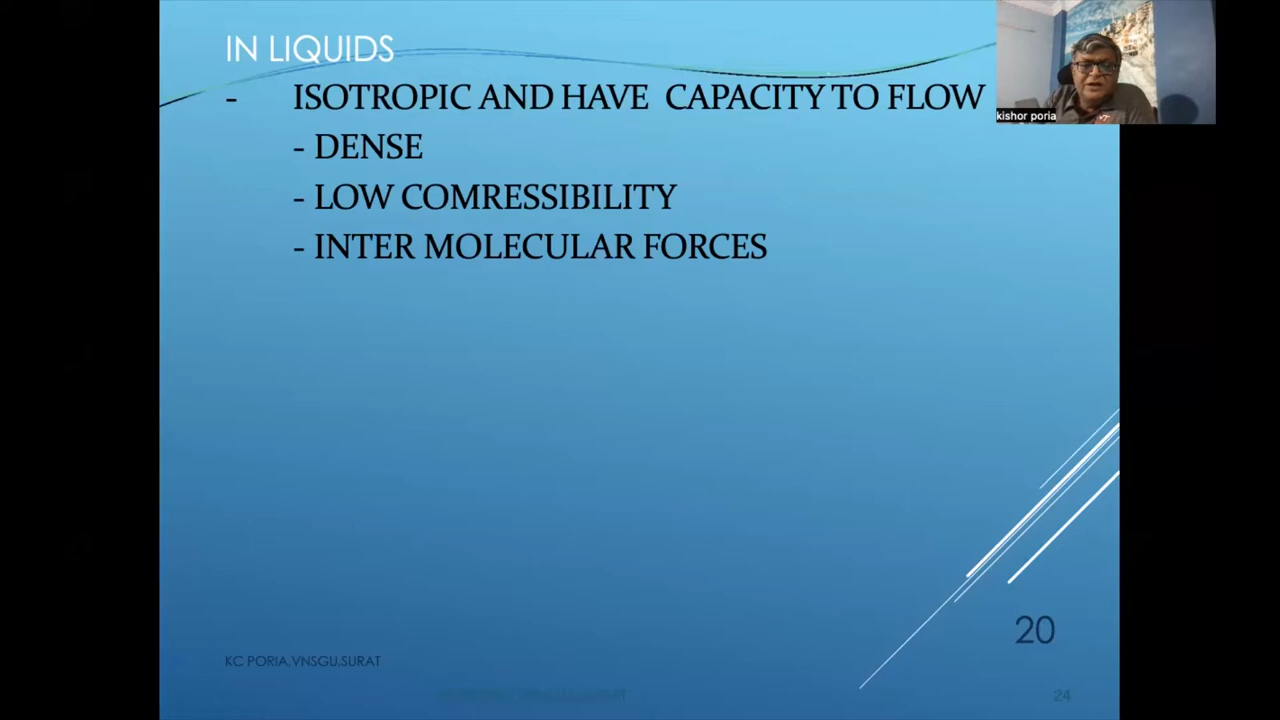 IN LIQUIDS
- ISOTROPIC AND HAVE CAPACITY TO FLOW
- DENSE
- LOW COMRESSIBILITY
- INTER MOLECULAR FORCES
kishor poria
20
KC PORIA,VNSGU,SURAT
24